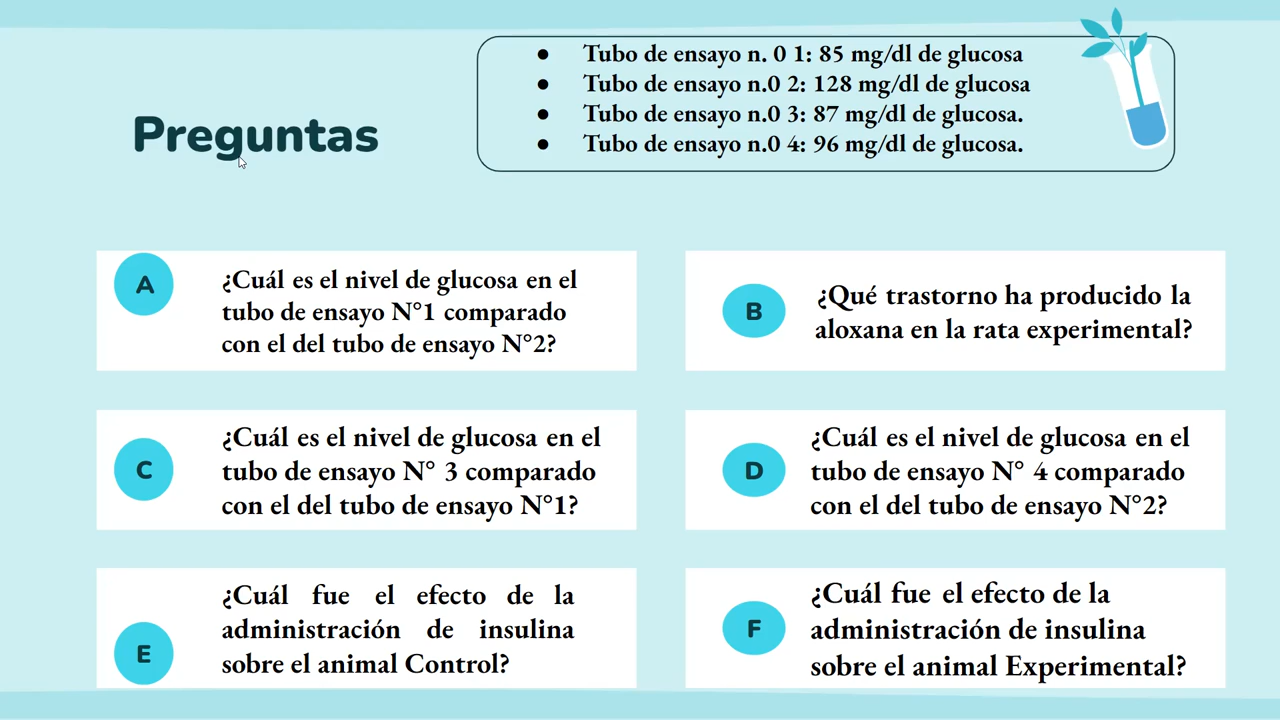 Preguntas
● Tubo de ensayo n. 0 1: 85 mg/dl de glucosa
● Tubo de ensayo n.0 2: 128 mg/dl de glucosa
● Tubo de ensayo n.0 3: 87 mg/dl de glucosa.
● Tubo de ensayo n.0 4: 96 mg/dl de glucosa.
A
¿Cuál es el nivel de glucosa en el
tubo de ensayo N°1 comparado
con el del tubo de ensayo N°2?
B
¿Qué trastorno ha producido la
aloxana en la rata experimental?
C
¿Cuál es el nivel de glucosa en el
tubo de ensayo N° 3 comparado
con el del tubo de ensayo N°1?
D
¿Cuál es el nivel de glucosa en el
tubo de ensayo N° 4 comparado
con el del tubo de ensayo N°2?
E
¿Cuál fue el efecto de la
administración de insulina
sobre el animal Control?
F
¿Cuál fue el efecto de la
administración de insulina
sobre el animal Experimental?